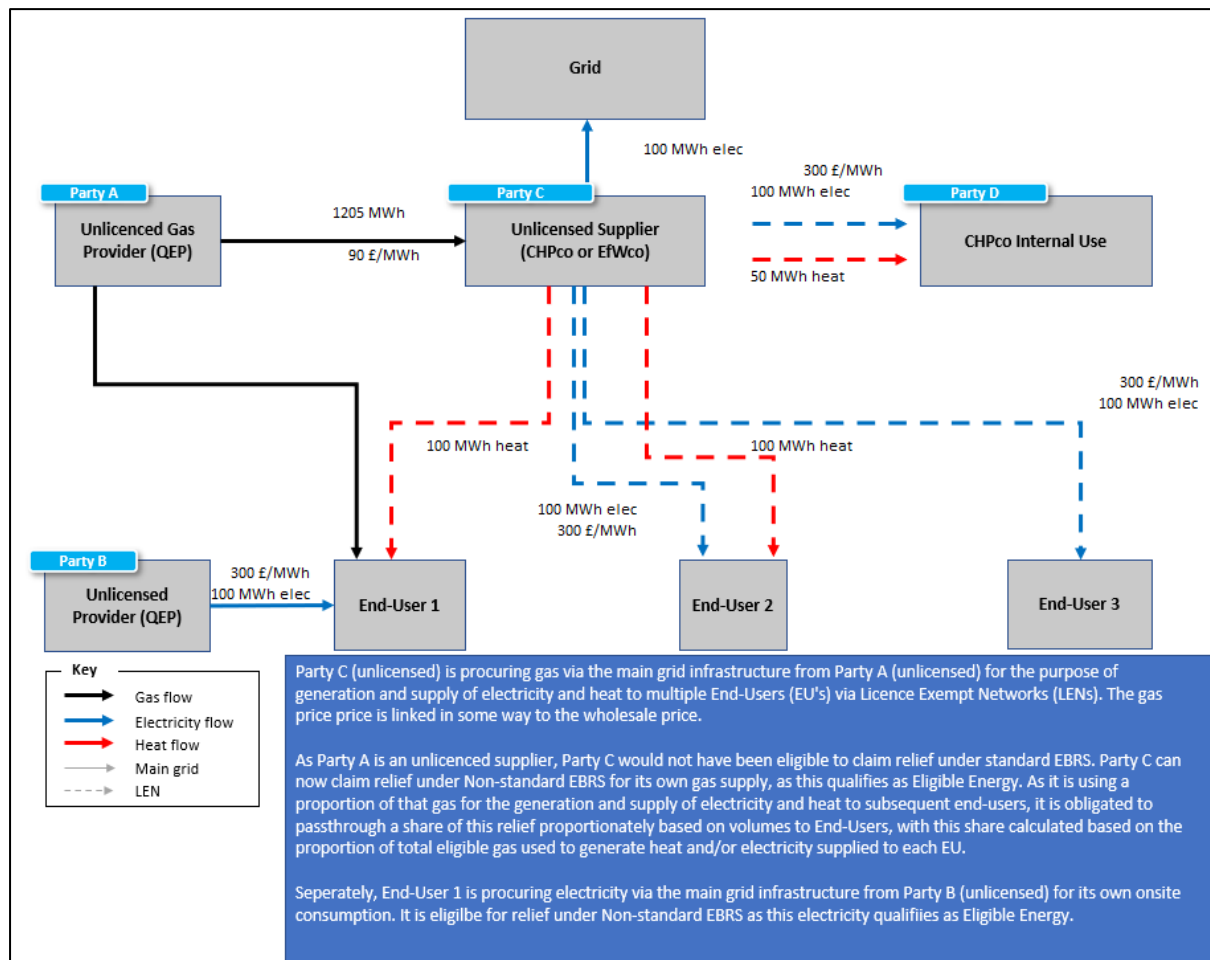 Grid
100 MWh elec
Party A
Unlicenced Gas
Provider (QEP)
1205 MWh
90 £/MWh
Party C
Unlicensed Supplier
(CHPco or EfWco)
300 £/MWh
100 MWh elec
50 MWh heat
Party D
CHPco Internal Use
300 £/MWh
100 MWh elec
100 MWh heat
100 MWh heat
100 MWh elec
300 £/MWh
Party B
Unlicensed
Provider (QEP)
300 £/MWh
100 MWh elec
End-User 1
End-User 2
End-User 3
Key
Gas flow
Electricity flow
Heat flow
Main grid
LEN
Party C (unlicensed) is procuring gas via the main grid infrastructure from Party A (unlicensed) for the purpose of
generation and supply of electricity and heat to multiple End-Users (EU's) via Licence Exempt Networks (LENs). The gas
price price is linked in some way to the wholesale price.
As Party A is an unlicenced supplier, Party C would not have been eligible to claim relief under standard EBRS. Party C can
now claim relief under Non-standard EBRS for its own gas supply, as this qualifies as Eligible Energy. As it is using a
proportion of that gas for the generation and supply of electricity and heat to subsequent end-users, it is obligated to
passthrough a share of this relief proportionately based on volumes to End-Users, with this share calculated based on the
proportion of total eligible gas used to generate heat and/or electricity supplied to each EU.
Seperately, End-User 1 is procuring electricity via the main grid infrastructure from Party B (unlicensed) for its own onsite
consumption. It is eligilbe for relief under Non-standard EBRS as this electricity qualifiies as Eligible Energy.